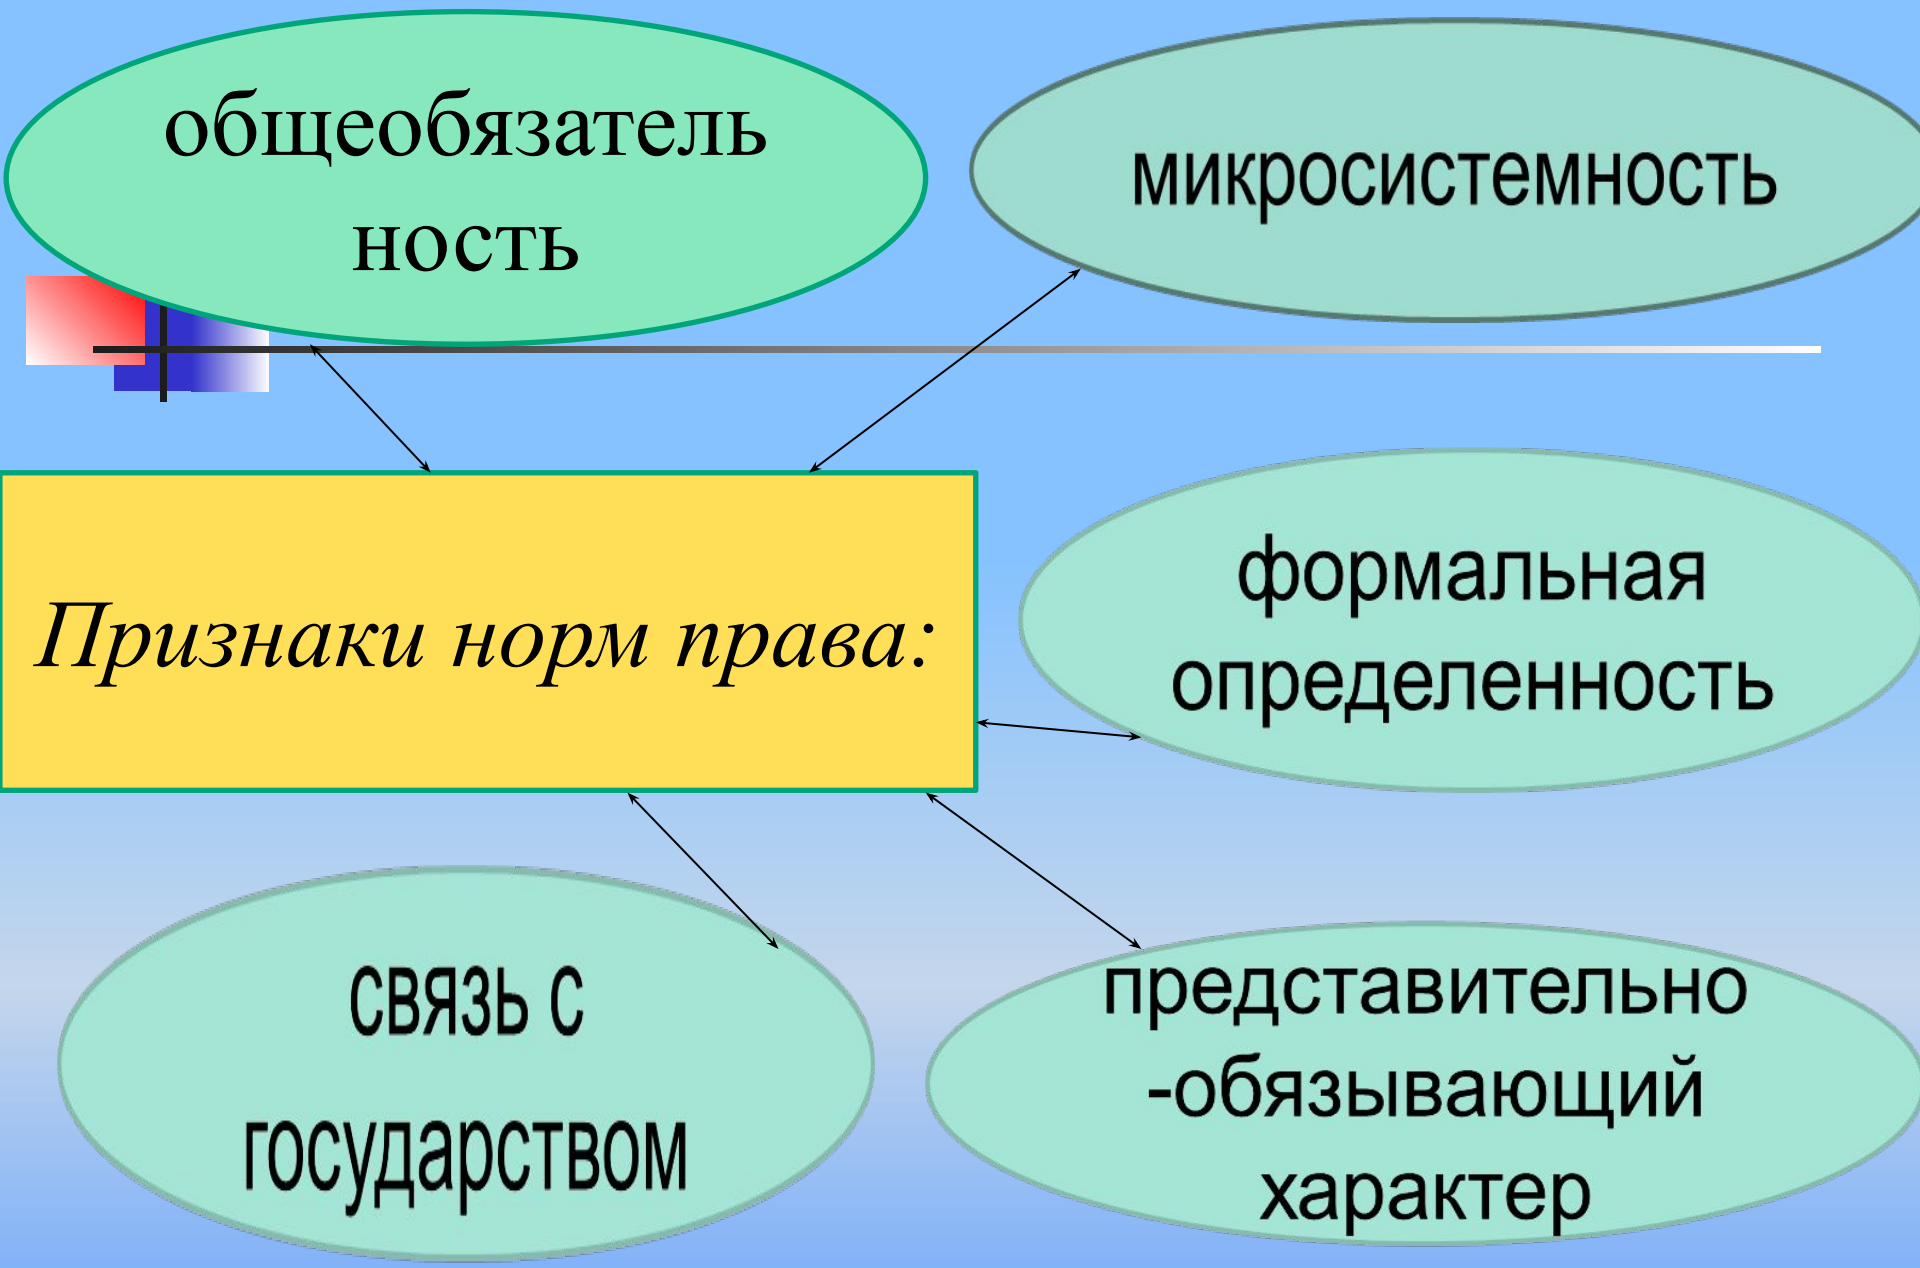 общеобязатель
ность
микросистемность
Признаки норм права:
формальная
определенность
связь с
государством
представительно
-обязывающий
характер